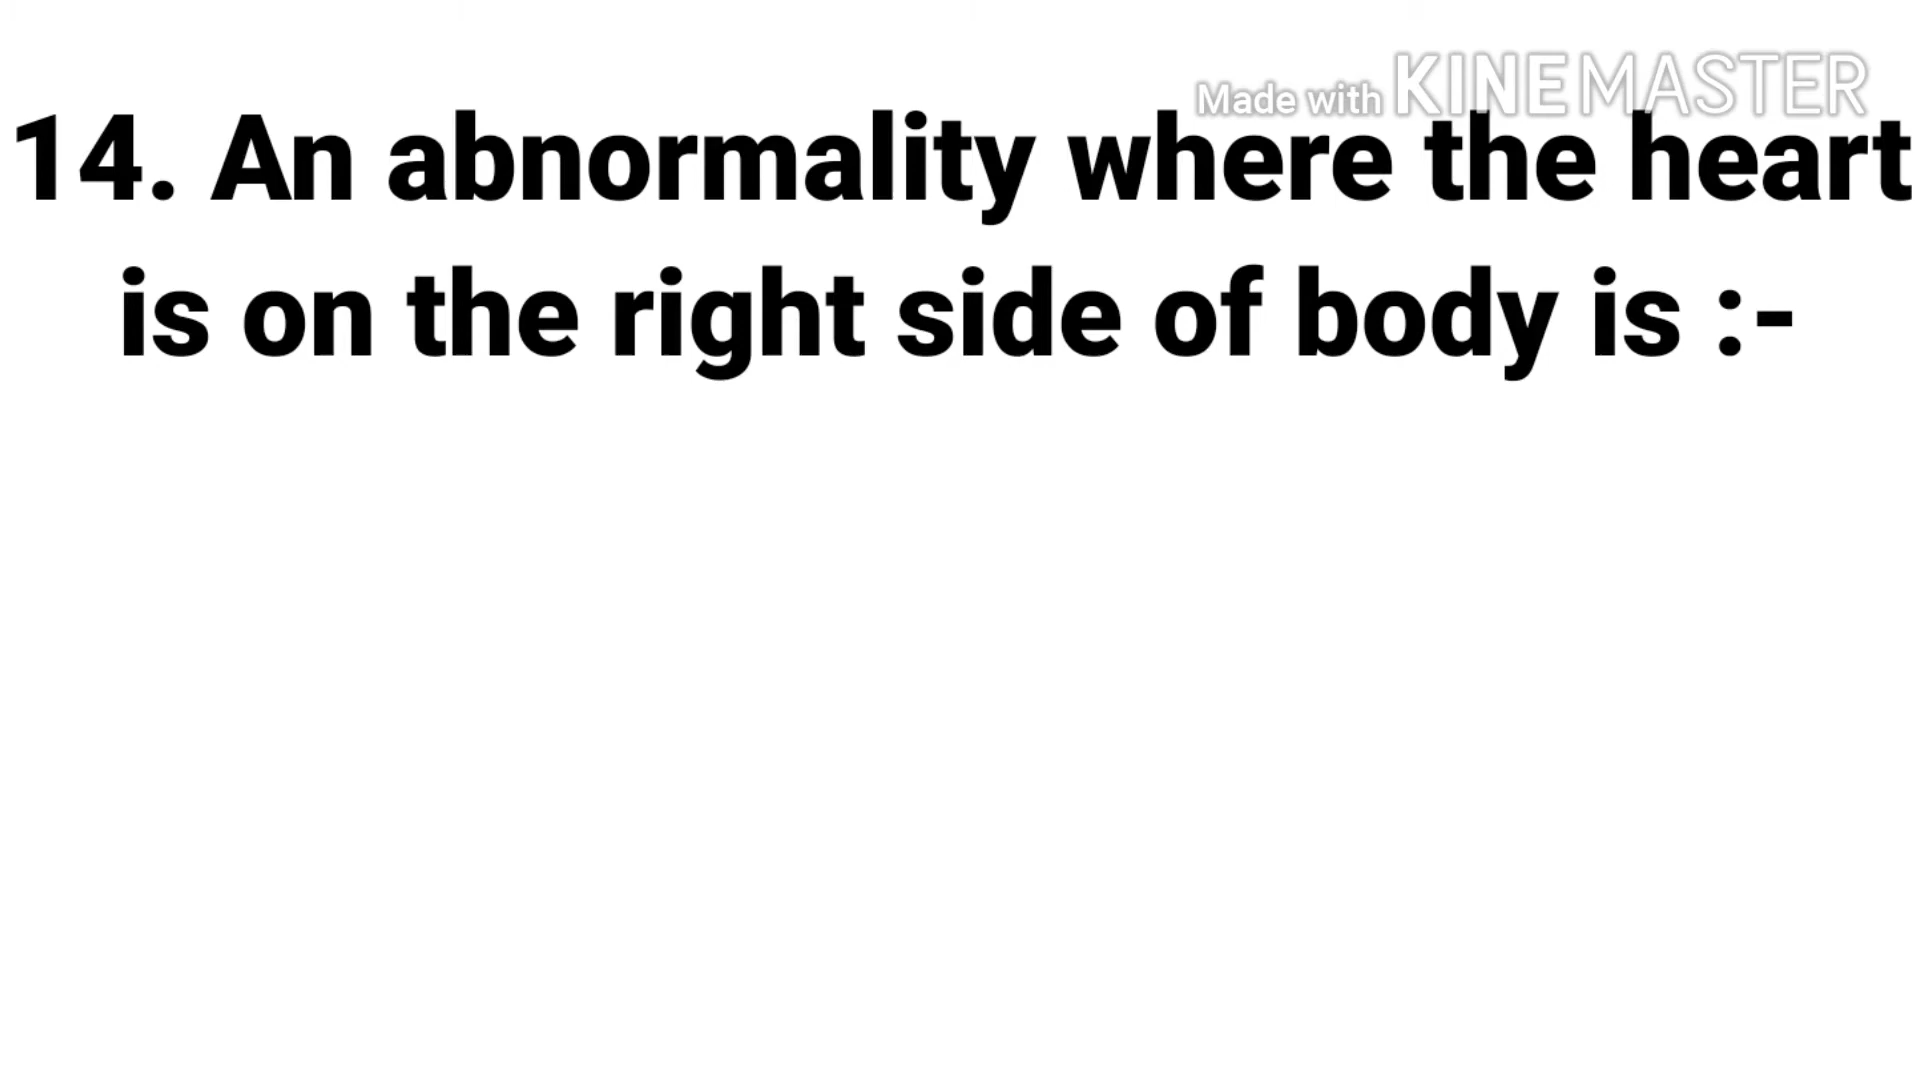 Made with KINEMASTER
14. An abnormality where the heart
is on the right side of body is :-